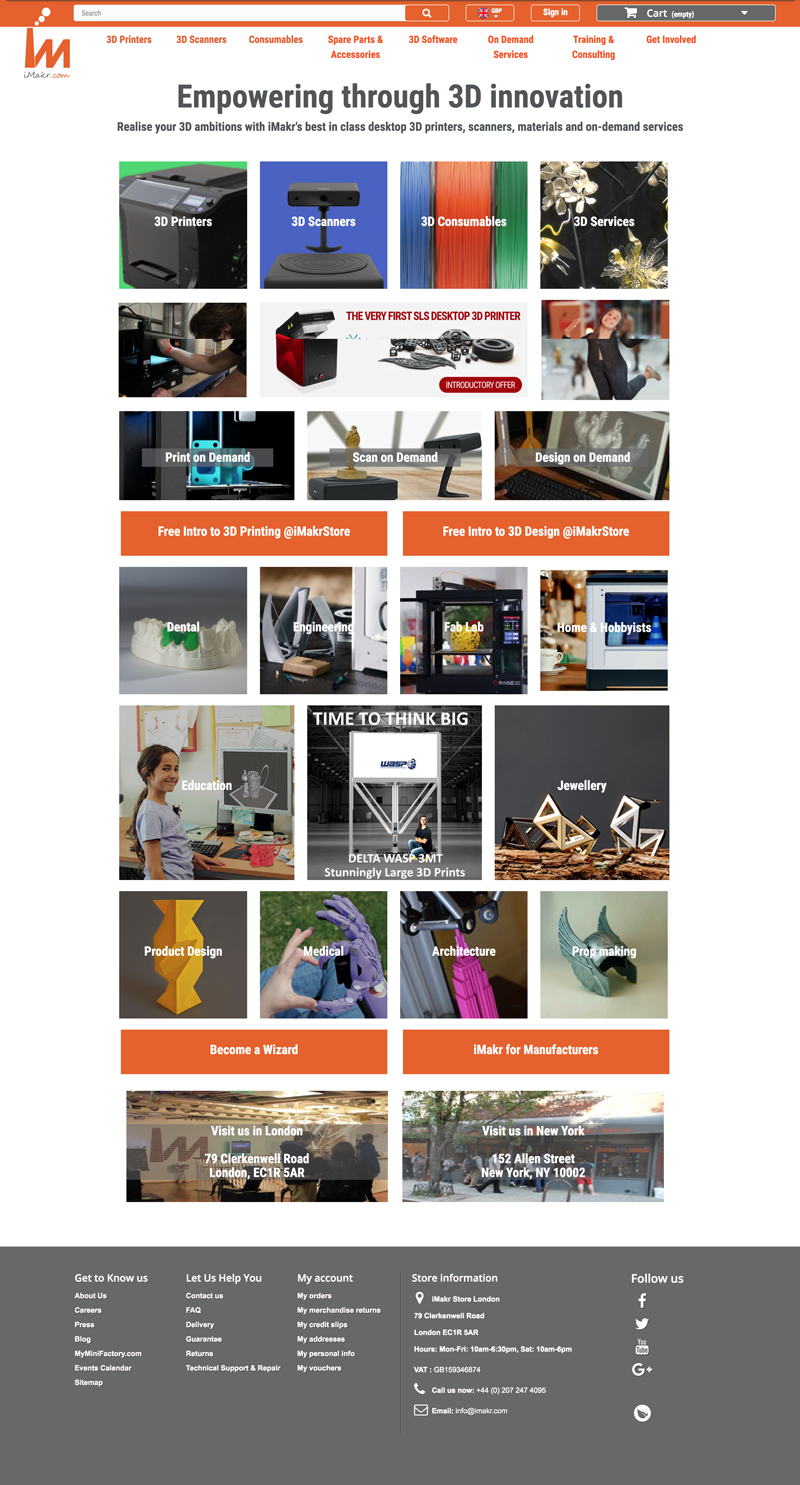 Search
GBP
Sign in
Cart (empty)
iMakr.com
3D Printers
3D Scanners
Consumables
Spare Parts &
Accessories
3D Software
On Demand
Services
Training &
Consulting
Get Involved
Empowering through 3D innovation
Realise your 3D ambitions with iMakr's best in class desktop 3D printers, scanners, materials and on-demand services
3D Printers
3D Scanners
3D Consumables
3D Services
THE VERY FIRST SLS DESKTOP 3D PRINTER
INTRODUCTORY OFFER
Print on Demand
Scan on Demand
Design on Demand
Free Intro to 3D Printing @iMakrStore
Free Intro to 3D Design @iMakrStore
Dental
Engineering
Fab Lab
RAISE3D
Home & Hobbyists
Education
TIME TO THINK BIG
WASP
DELTA WASP 3MT
Stunningly Large 3D Prints
Jewellery
Product Design
Medical
Architecture
Prop making
Become a Wizard
iMakr for Manufacturers
Visit us in London
79 Clerkenwell Road
London, EC1R 5AR
Visit us in New York
152 Allen Street
New York, NY 10002
Get to Know us
About Us
Careers
Press
Blog
MyMiniFactory.com
Events Calendar
Sitemap
Let Us Help You
Contact us
FAQ
Delivery
Guarantee
Returns
Technical Support & Repair
My account
My orders
My merchandise returns
My credit slips
My addresses
My personal info
My vouchers
Store information
iMakr Store London
79 Clerkenwell Road
London EC1R 5AR
Hours: Mon-Fri: 10am-6:30pm, Sat: 10am-6pm
VAT : GB159346874
Call us now: +44 (0) 207 247 4095
Email: info@imakr.com
Follow us
You
Tube
G+